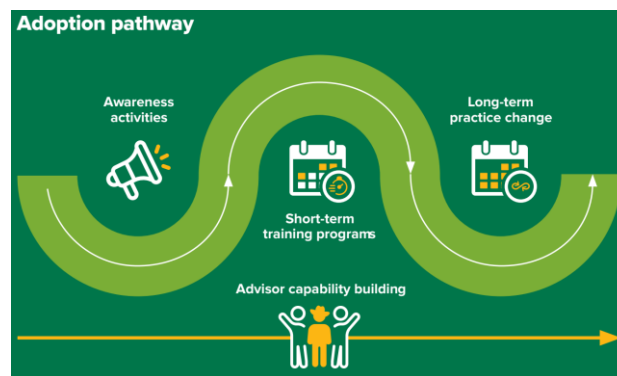 Adoption pathway
Awareness
activities
Long-term
practice change
Short-term
training programs
Advisor capability building